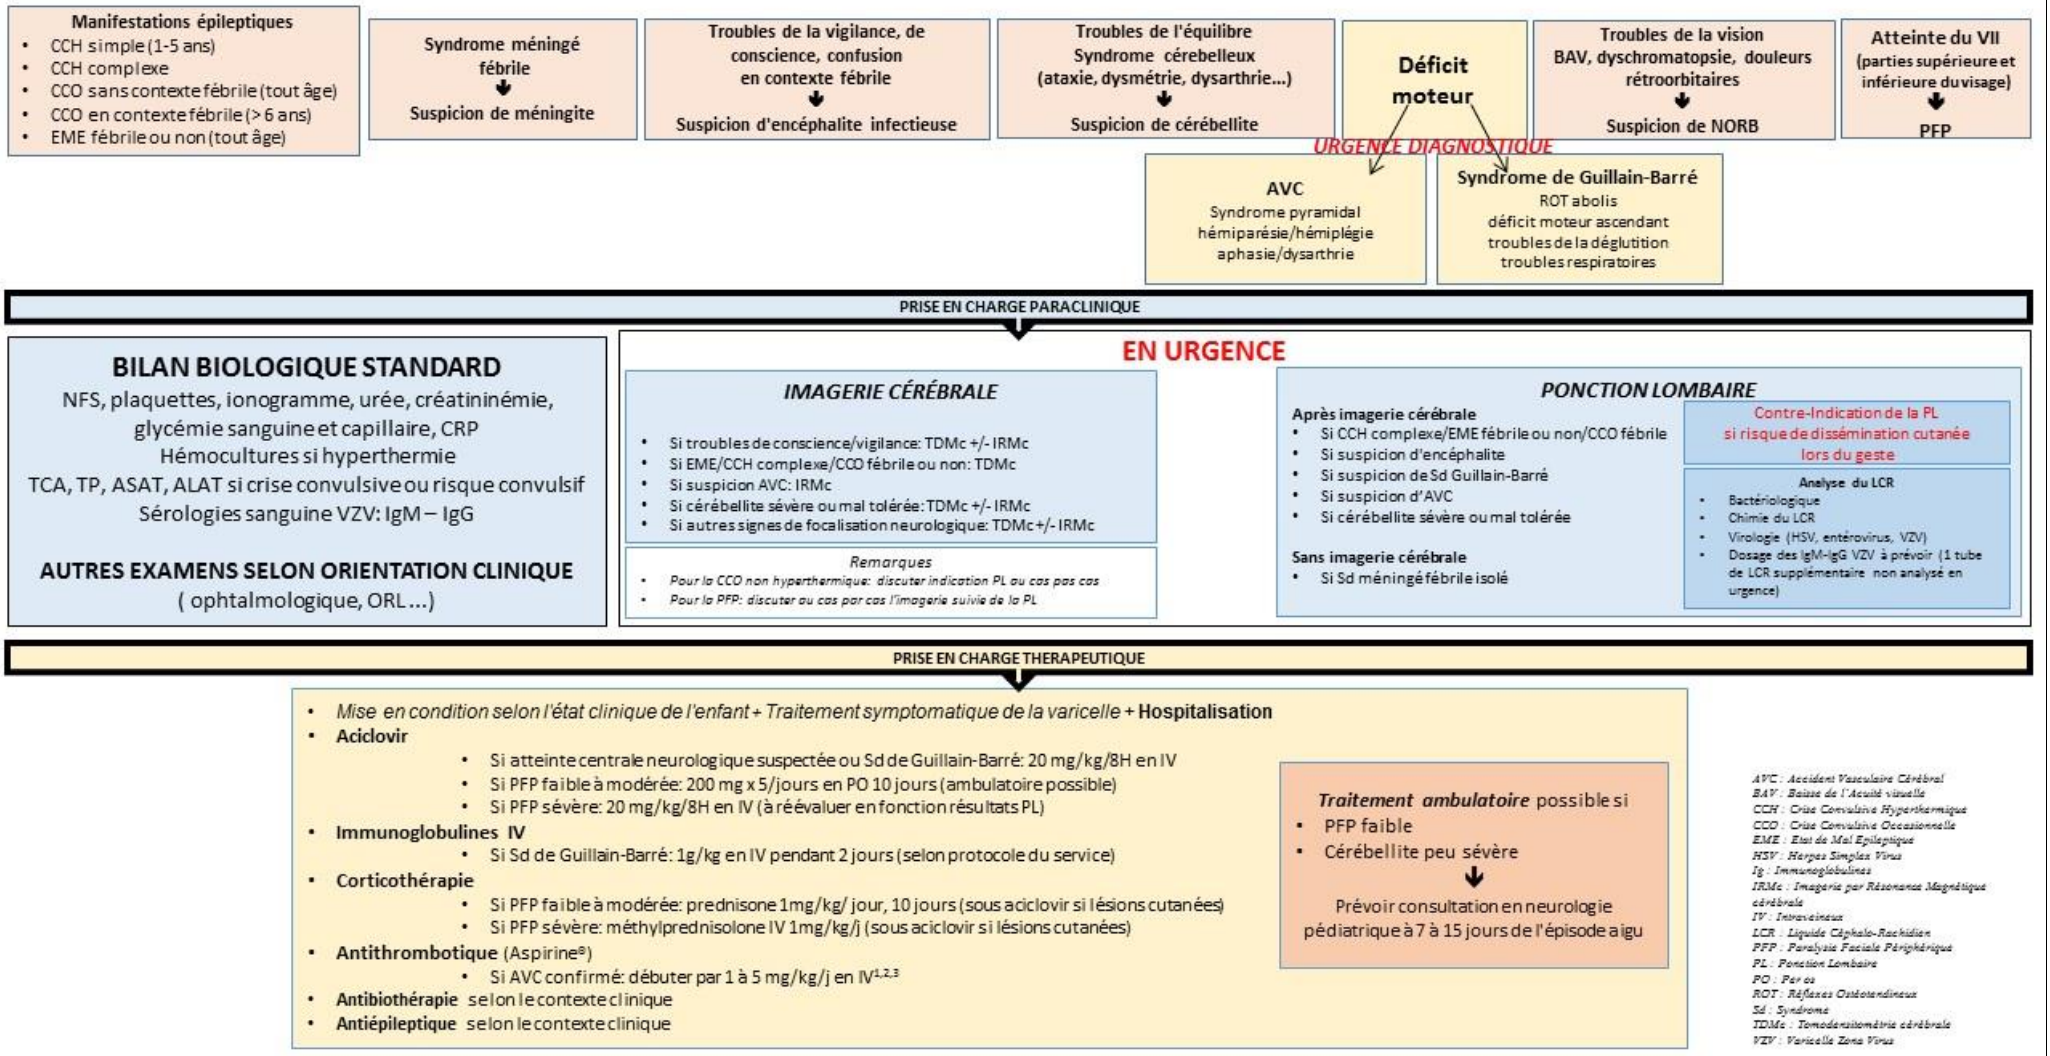 Manifestations épileptiques
• CCH simple (1-5 ans)
• CCH complexe
• CCO sans contexte fébrile (tout âge)
• CCO en contexte fébrile (> 6 ans)
• EME fébrile ou non (tout âge)
Syndrome méningé
fébrile
Suspicion de méningite
Troubles de la vigilance, de
conscience, confusion
en contexte fébrile
Suspicion d'encéphalite infectieuse
Troubles de l'équilibre
Syndrome cérebelleux
(ataxie, dysmétrie, dysarthrie...)
Suspicion de cérébellite
Déficit
moteur
Troubles de la vision
BAV, dyschromatopsie, douleurs
rétroorbitaires
Suspicion de NORB
Atteinte du VII
(parties supérieure et
inférieure du visage)
PFP
URGENCE DIAGNOSTIQUE
AVC
Syndrome pyramidal
hémiparésie/hémiplégie
aphasie/dysarthrie
Syndrome de Guillain-Barré
ROT abolis
déficit moteur ascendant
troubles de la déglutition
troubles respiratoires
PRISE EN CHARGE PARACLINIQUE
BILAN BIOLOGIQUE STANDARD
NFS, plaquettes, ionogramme, urée, créatininémie,
glycémie sanguine et capillaire, CRP
Hémocultures si hyperthermie
TCA, TP, ASAT, ALAT si crise convulsive ou risque convulsif
Sérologies sanguine VZV: IgM – IgG
AUTRES EXAMENS SELON ORIENTATION CLINIQUE
( ophtalmologique, ORL ...)
EN URGENCE
IMAGERIE CÉRÉBRALE
• Si troubles de conscience/vigilance: TDMc +/- IRMc
• Si EME/CCH complexe/CCO fébrile ou non: TDMc
• Si suspicion AVC: IRMc
• Si cérébellite sévère ou mal tolérée: TDMc +/- IRMc
• Si autres signes de focalisation neurologique: TDMc +/- IRMc
Remarques
• Pour la CCO non hyperthermique: discuter indication PL au cas pas cas
• Pour la PFP: discuter au cas par cas l'imagerie suivie de la PL
PONCTION LOMBAIRE
Après imagerie cérébrale
• Si CCH complexe/EME fébrile ou non/CCO fébrile
• Si suspicion d'encéphalite
• Si suspicion de Sd Guillain-Barré
• Si suspicion d'AVC
• Si cérébellite sévère ou mal tolérée
Sans imagerie cérébrale
• Si Sd méningé fébrile isolé
Contre-Indication de la PL
si risque de dissémination cutanée
lors du geste
Analyse du LCR
• Bactériologique
• Chimie du LCR
• Virologie (HSV, entérovirus, VZV)
• Dosage des IgM-IgG VZV à prévoir (1 tube
de LCR supplémentaire non analysé en
urgence)
PRISE EN CHARGE THERAPEUTIQUE
• Mise en condition selon l'état clinique de l'enfant + Traitement symptomatique de la varicelle + Hospitalisation
• Aciclovir
• Si atteinte centrale neurologique suspectée ou Sd de Guillain-Barré: 20 mg/kg/8H en IV
• Si PFP faible à modérée: 200 mg x 5/jours en PO 10 jours (ambulatoire possible)
• Si PFP sévère: 20 mg/kg/8H en IV (à réévaluer en fonction résultats PL)
• Immunoglobulines IV
• Si Sd de Guillain-Barré: 1g/kg en IV pendant 2 jours (selon protocole du service)
• Corticothérapie
• Si PFP faible à modérée: prednisone 1mg/kg/ jour, 10 jours (sous aciclovir si lésions cutanées)
• Si PFP sévère: méthylprednisolone IV 1mg/kg/j (sous aciclovir si lésions cutanées)
• Antithrombotique (Aspirine®)
• Si AVC confirmé: débuter par 1 à 5 mg/kg/j en IV1,2,3
• Antibiothérapie selon le contexte clinique
• Antiépileptique selon le contexte clinique
Traitement ambulatoire possible si
• PFP faible
• Cérébellite peu sévère
Prévoir consultation en neurologie
pédiatrique à 7 à 15 jours de l'épisode aigu
AVC : Accident Vasculaire Cérébral
BAV : Baisse de l'Acuité visuelle
CCH : Crise Convulsive Hyperthermique
CCO : Crise Convulsive Occasionnelle
EME : Etat de Mal Epileptique
HSV : Herpes Simplex Virus
Ig : Immunoglobulines
IRMc : Imagerie par Résonance Magnétique
cérébrale
IV : Intraveineux
LCR : Liquide Céphalo-Rachidien
PFP : Paralysie Faciale Périphérique
PL : Ponction Lombaire
PO : Per os
ROT : Réflexes Ostéotendineux
Sd : Syndrome
TDMc : Tomodensitométrie cérébrale
VZV : Varicelle Zona Virus